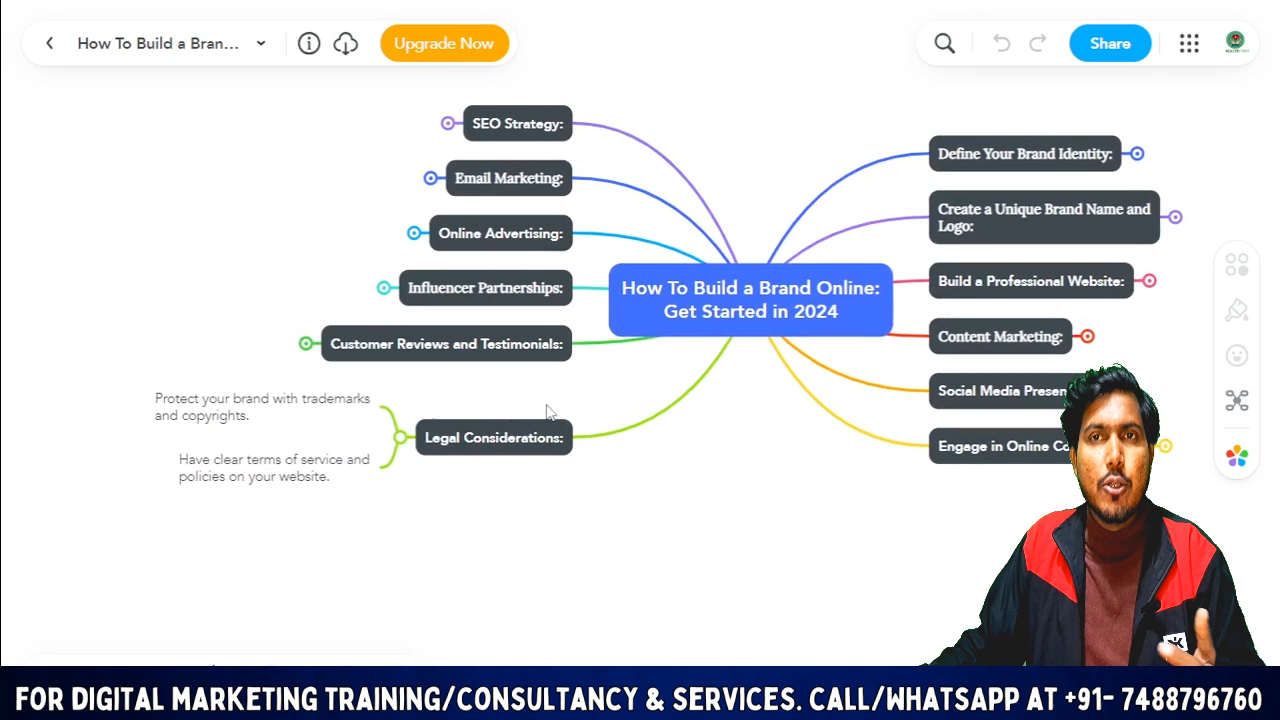 How To Build a Bran...
Upgrade Now
Share
SEO Strategy:
Email Marketing:
Online Advertising:
Influencer Partnerships:
Customer Reviews and Testimonials:
Legal Considerations:
Protect your brand with trademarks
and copyrights.
Have clear terms of service and
policies on your website.
How To Build a Brand Online:
Get Started in 2024
Define Your Brand Identity:
Create a Unique Brand Name and
Logo:
Build a Professional Website:
Content Marketing:
Social Media
Engage in Online
FOR DIGITAL MARKETING TRAINING/CONSULTANCY & SERVICES. CALL/WHATSAPP AT +91- 7488796760